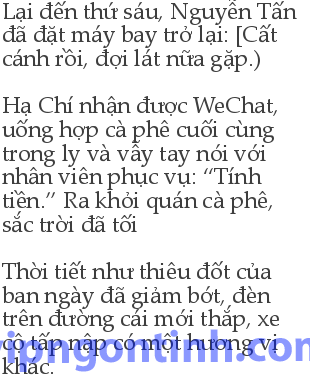 Lại đến thứ sáu, Nguyễn Tấn
đã đặt máy bay trở lại: [Cất
cánh rồi, đợi lát nữa gặp.)
Hạ Chí nhận được WeChat,
uống hợp cà phê cuối cùng
trong ly và vẫy tay nói với
nhân viên phục vụ: “Tính
tiền.” Ra khỏi quán cà phê,
sắc trời đã tối
Thời tiết như thiêu đốt của
ban ngày đã giảm bớt, đèn
trên đường cái mới thắp, xe
cộ tấp nập có một hương vị
khác.